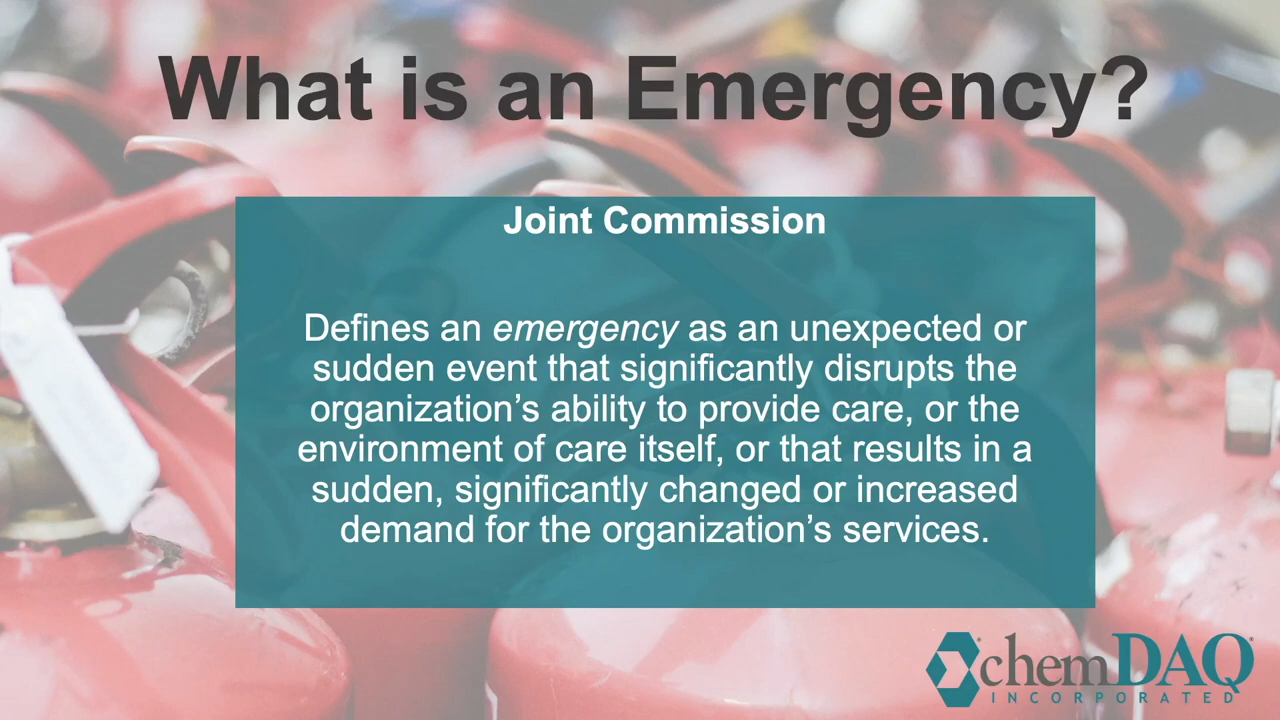 What is an Emergency?
Joint Commission
Defines an emergency as an unexpected or
sudden event that significantly disrupts the
organization’s ability to provide care, or the
environment of care itself, or that results in a
sudden, significantly changed or increased
demand for the organization’s services.
chemDAQ®
INCORPORATED